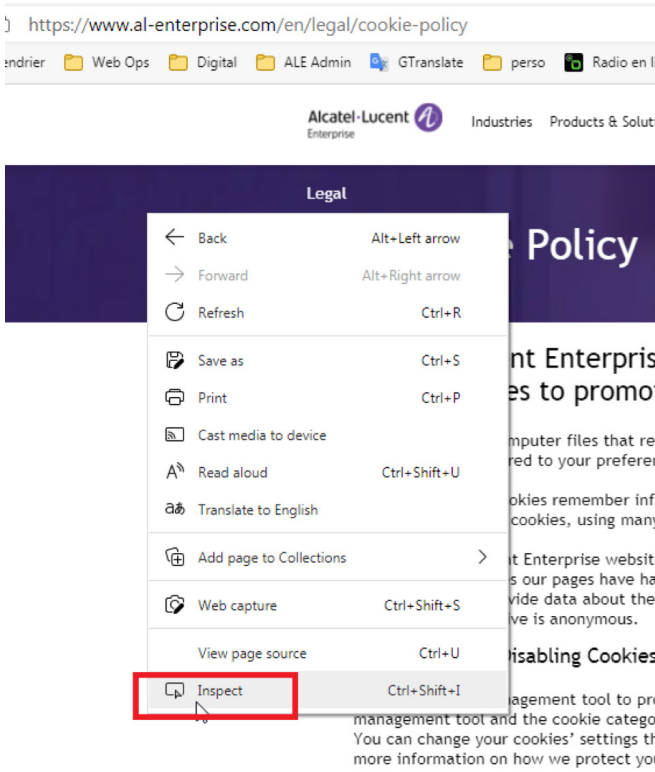 https://www.al-enterprise.com/en/legal/cookie-policy
endrier Web Ops Digital ALE Admin GTranslate perso Radio en l
Alcatel·Lucent
Enterprise
Industries Products & Solut
Legal
Policy
Back Alt+Left arrow
Forward Alt+Right arrow
Refresh Ctrl+R
Save as Ctrl+S
Print Ctrl+P
Cast media to device
Read aloud Ctrl+Shift+U
Translate to English
Add page to Collections
Web capture Ctrl+Shift+S
View page source Ctrl+U
Inspect Ctrl+Shift+I
nt Enterpris
es to promo
mputer files that re
red to your prefere
okies remember inf
cookies, using many
nt Enterprise websit
s our pages have ha
vide data about the
ive is anonymous.
isabling Cookies
agement tool to pr
management tool and the cookie catego
You can change your cookies' settings th
more information on how we protect you